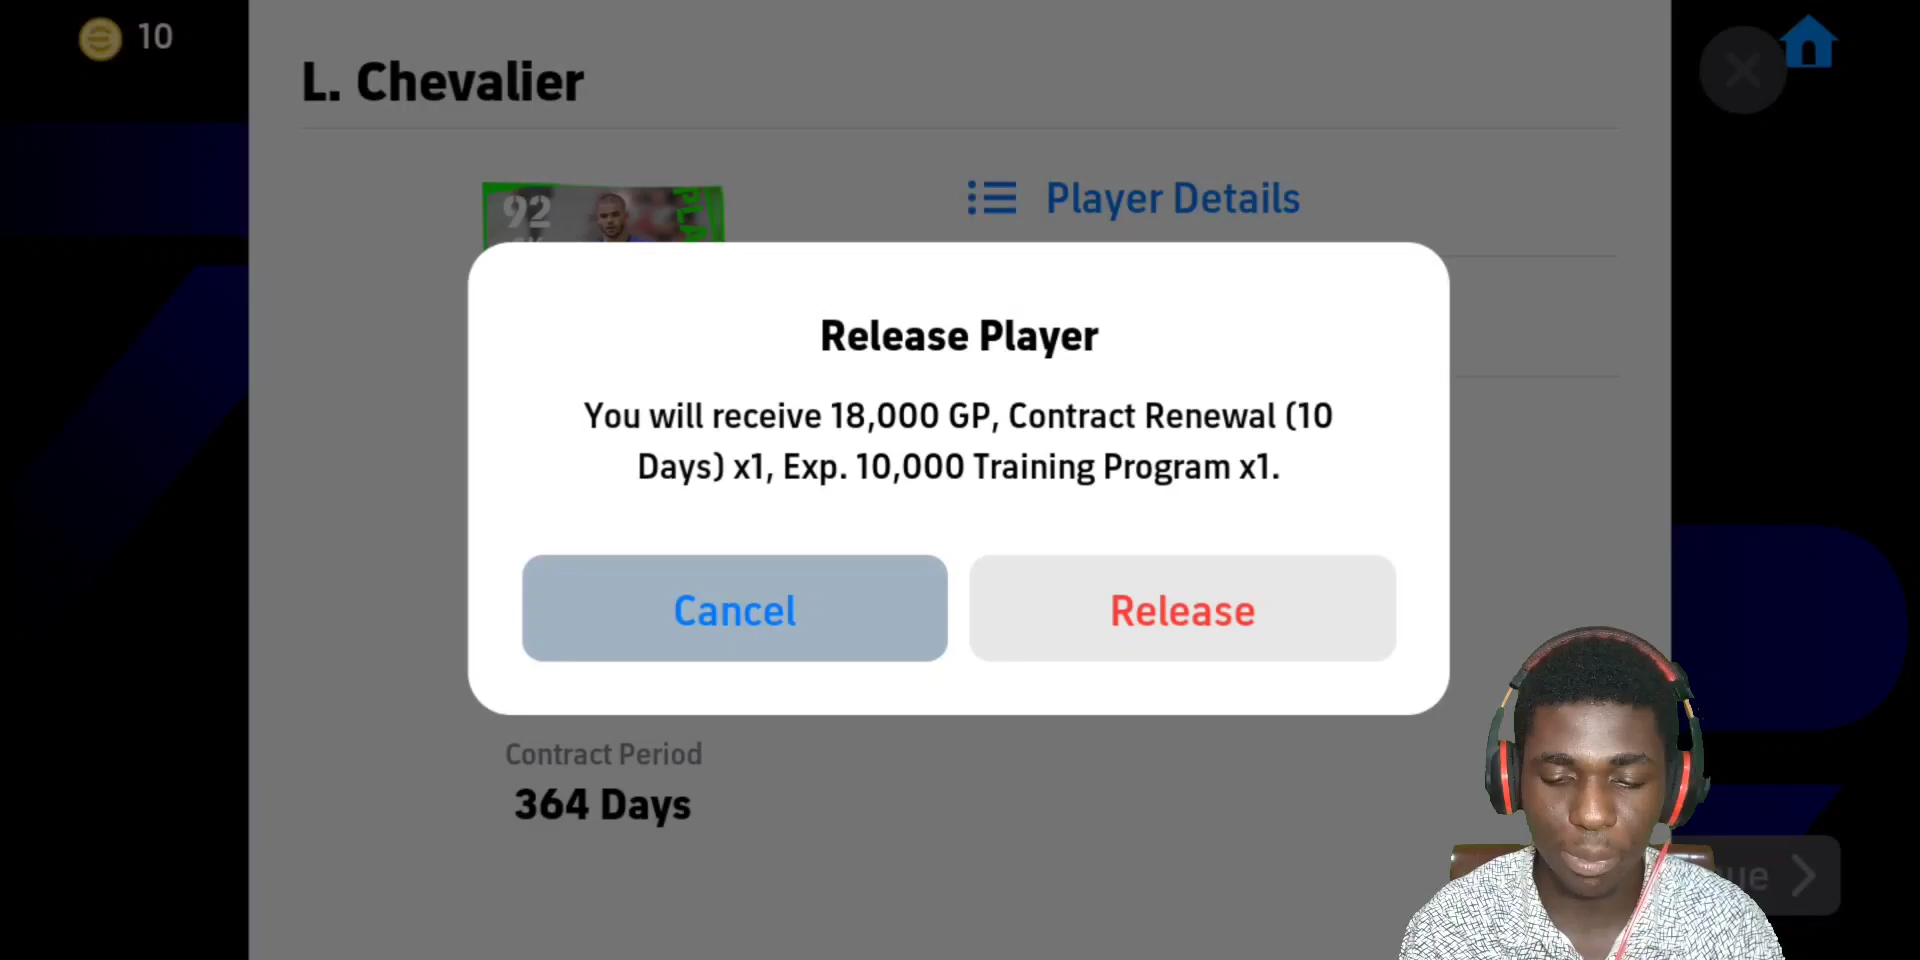 10
L. Chevalier
92
Player Details
Release Player
You will receive 18,000 GP, Contract Renewal (10
Days) x1, Exp. 10,000 Training Program x1.
Cancel
Release
Contract Period
364 Days